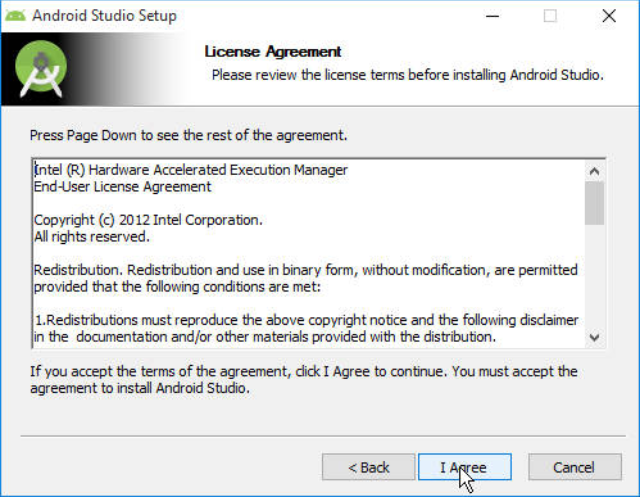 Android Studio Setup
License Agreement
Please review the license terms before installing Android Studio.
Press Page Down to see the rest of the agreement.
Intel (R) Hardware Accelerated Execution Manager
End-User License Agreement
Copyright (c) 2012 Intel Corporation.
All rights reserved.
Redistribution. Redistribution and use in binary form, without modification, are permitted
provided that the following conditions are met:
1.Redistributions must reproduce the above copyright notice and the following disclaimer
in the  documentation and/or other materials provided with the distribution.
If you accept the terms of the agreement, click I Agree to continue. You must accept the
agreement to install Android Studio.
< Back
I Agree
Cancel